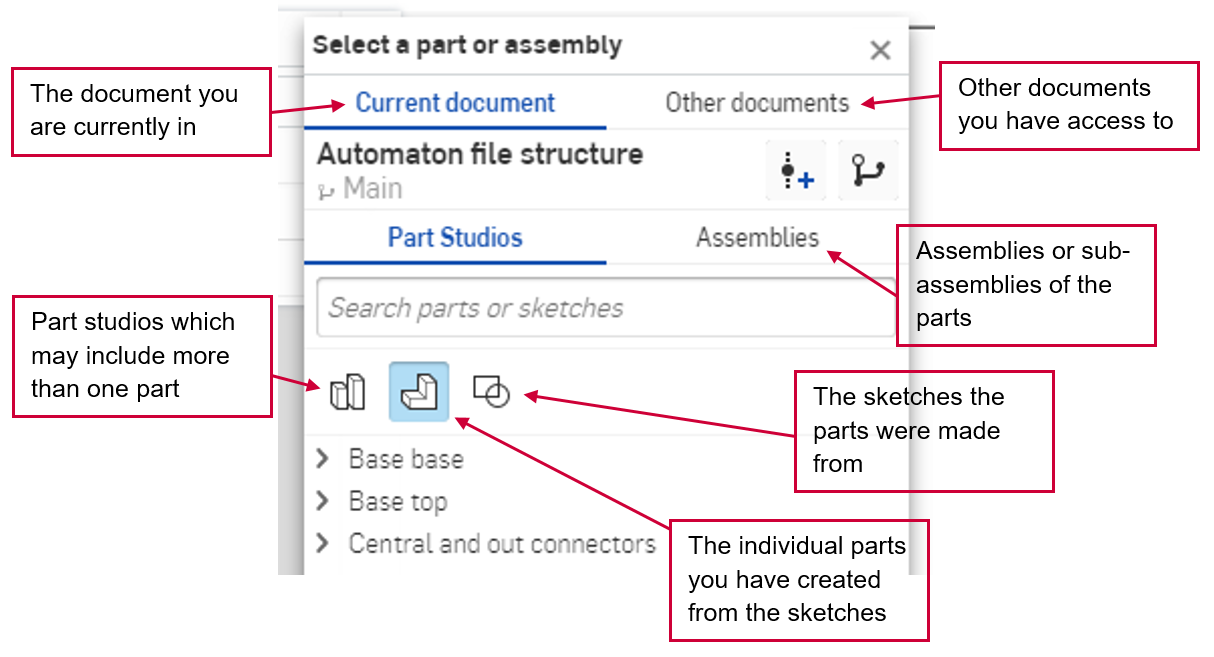 Select a part or assembly
The document you
are currently in
Current document
Other documents
Other documents
you have access to
Automaton file structure
Main
Part Studios
Assemblies
Assemblies or sub-
assemblies of the
parts
Search parts or sketches
Part studios which
may include more
than one part
The sketches the
parts were made
from
Base base
Base top
Central and out connectors
The individual parts
you have created
from the sketches